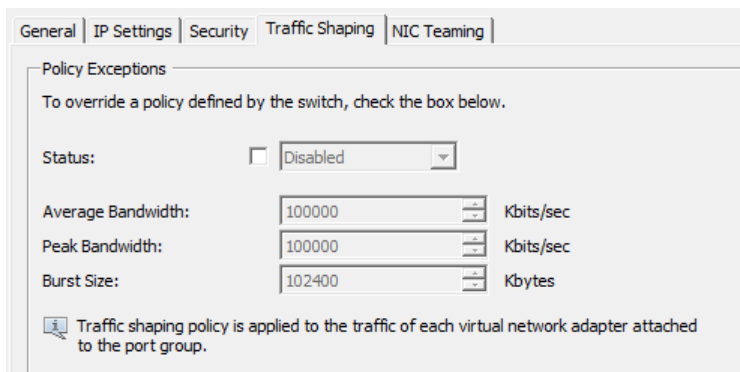 General IP Settings Security Traffic Shaping NIC Teaming
Policy Exceptions
To override a policy defined by the switch, check the box below.
Status: Disabled
Average Bandwidth: 100000 Kbits/sec
Peak Bandwidth: 100000 Kbits/sec
Burst Size: 102400 Kbytes
Traffic shaping policy is applied to the traffic of each virtual network adapter attached
to the port group.